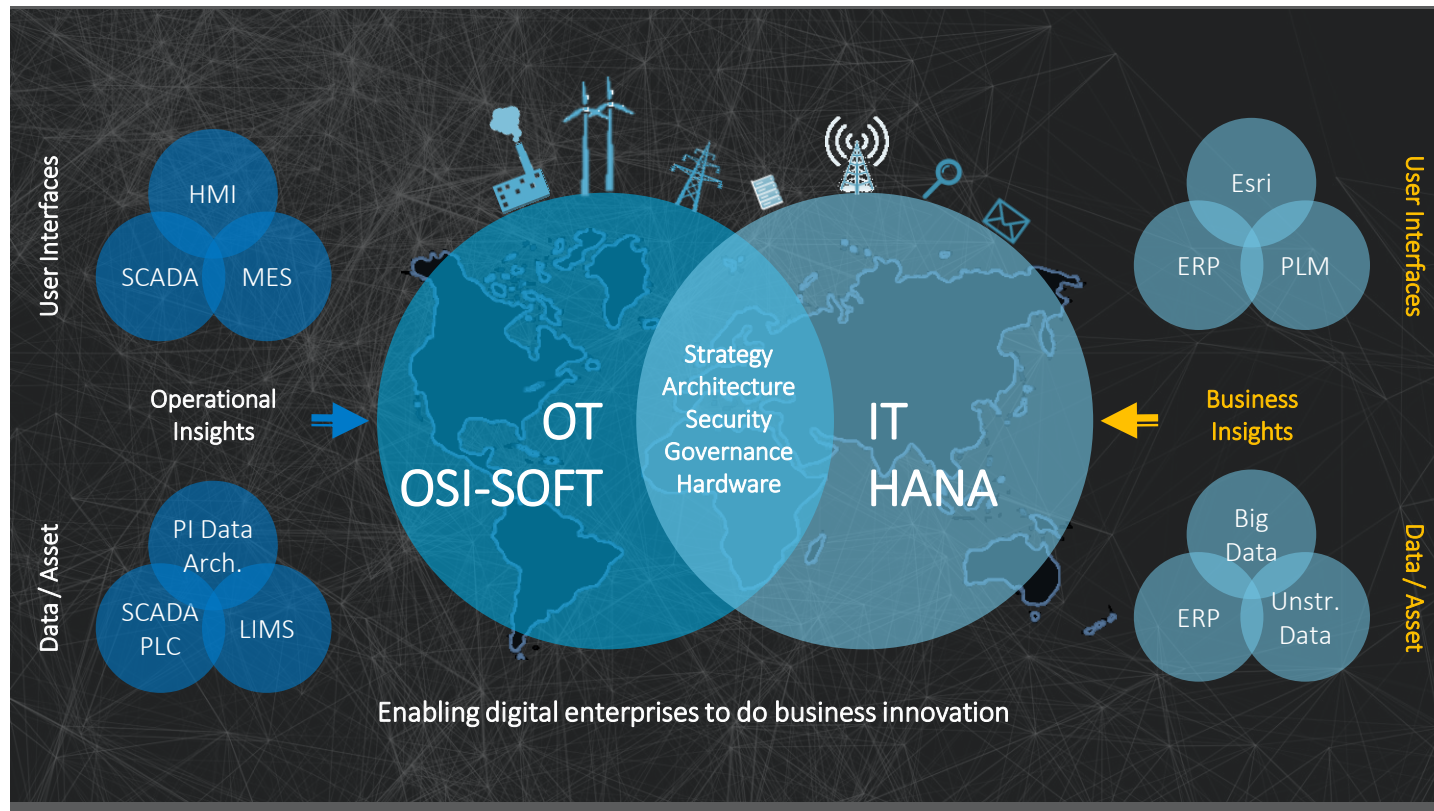 User Interfaces
HMI
SCADA
MES
Operational
Insights
Data / Asset
PI Data
Arch.
SCADA
PLC
LIMS
OT
OSI-SOFT
Strategy
Architecture
Security
Governance
Hardware
IT
HANA
User Interfaces
Esri
ERP
PLM
Business
Insights
Data / Asset
Big
Data
ERP
Unstr.
Data
Enabling digital enterprises to do business innovation